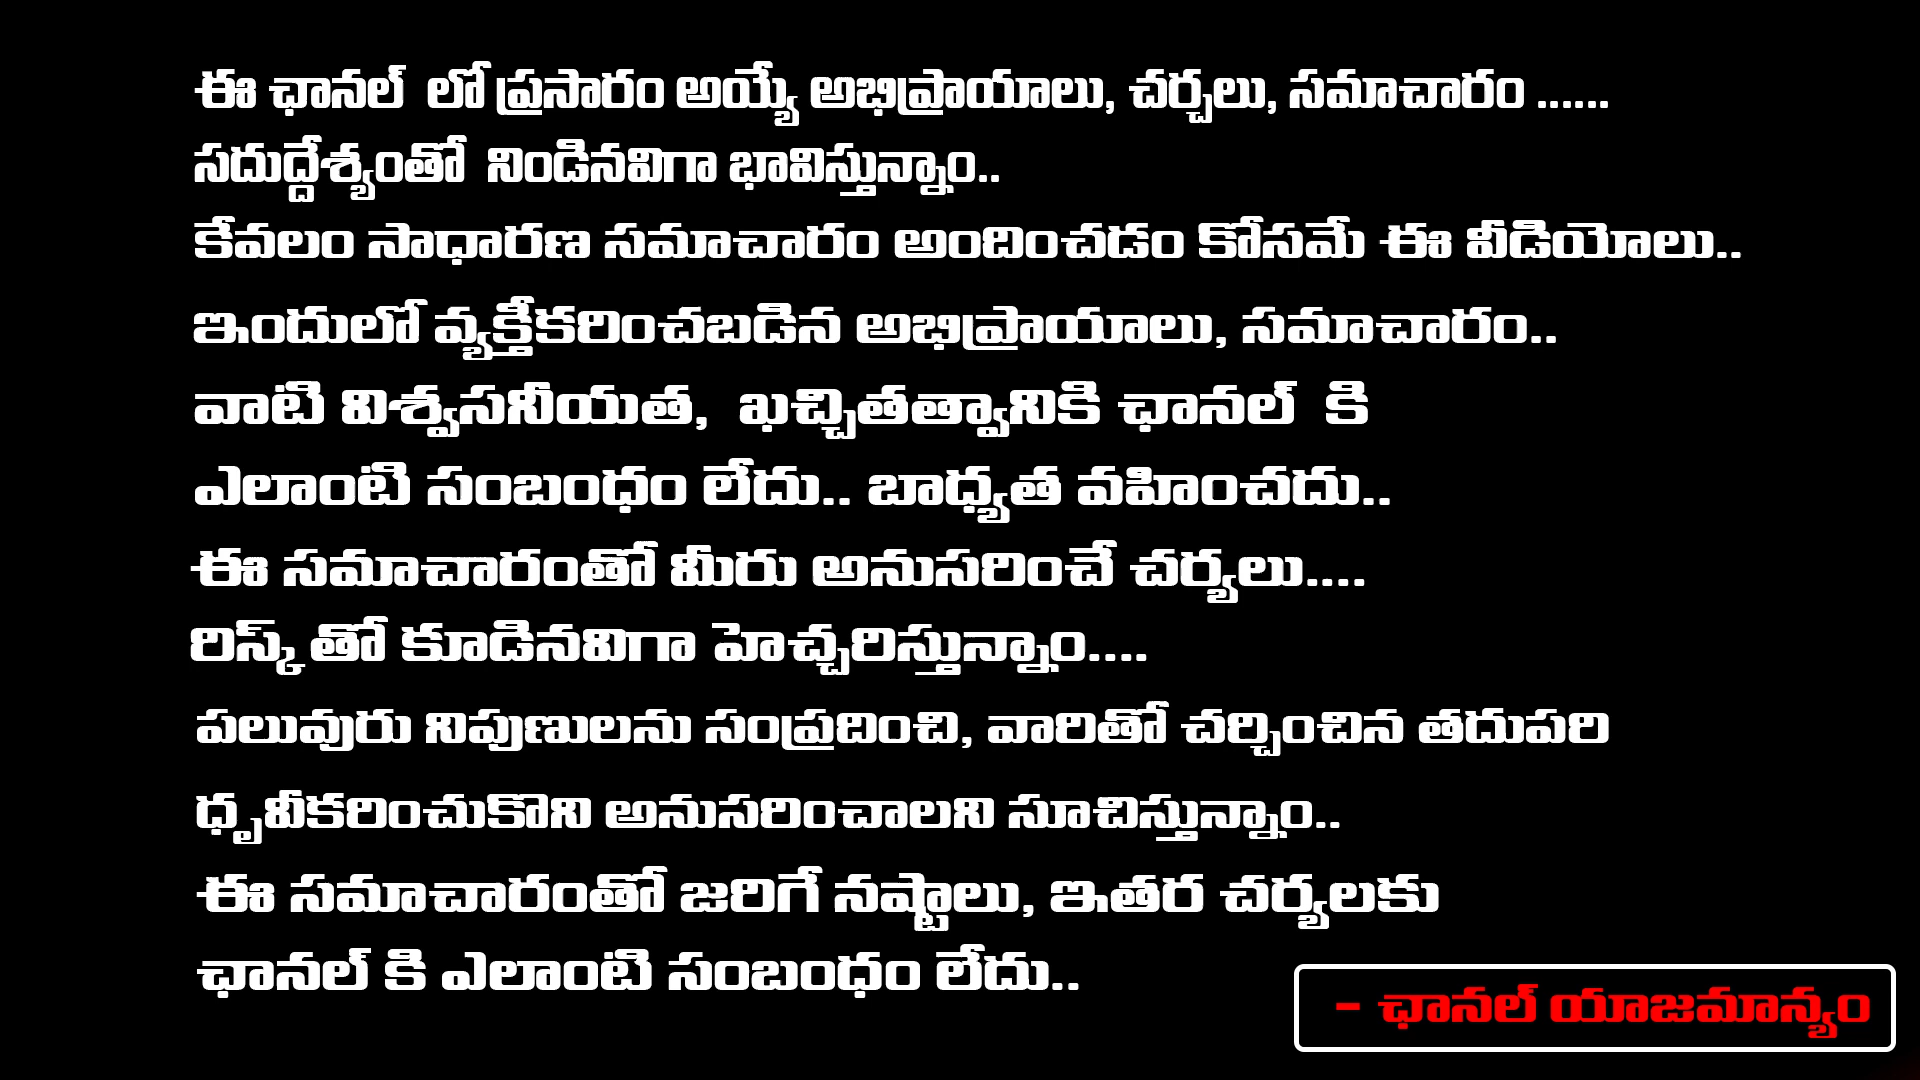 ఈ ఛానల్ లో ప్రసారం అయ్యే అభిప్రాయాలు, చర్చలు, సమాచారం ......
సదుద్దేశ్యంతో నిండినవిగా భావిస్తున్నాం..
కేవలం సాధారణ సమాచారం అందించడం కోసమే ఈ వీడియోలు..
ఇందులో వ్యక్తీకరించబడిన అభిప్రాయాలు, సమాచారం..
వాటి విశ్వసనీయత, ఖచ్చితత్వానికి ఛానల్ కి
ఎలాంటి సంబంధం లేదు.. బాధ్యత వహించదు..
ఈ సమాచారంతో మీరు అనుసరించే చర్యలు....
రిస్క్ తో కూడినవిగా హెచ్చరిస్తున్నాం....
పలువురు నిపుణులను సంప్రదించి, వారితో చర్చించిన తదుపరి
ధృవీకరించుకొని అనుసరించాలని సూచిస్తున్నాం..
ఈ సమాచారంతో జరిగే నష్టాలు, ఇతర చర్యలకు
ఛానల్ కి ఎలాంటి సంబంధం లేదు..
- ఛానల్ యాజమాన్యం